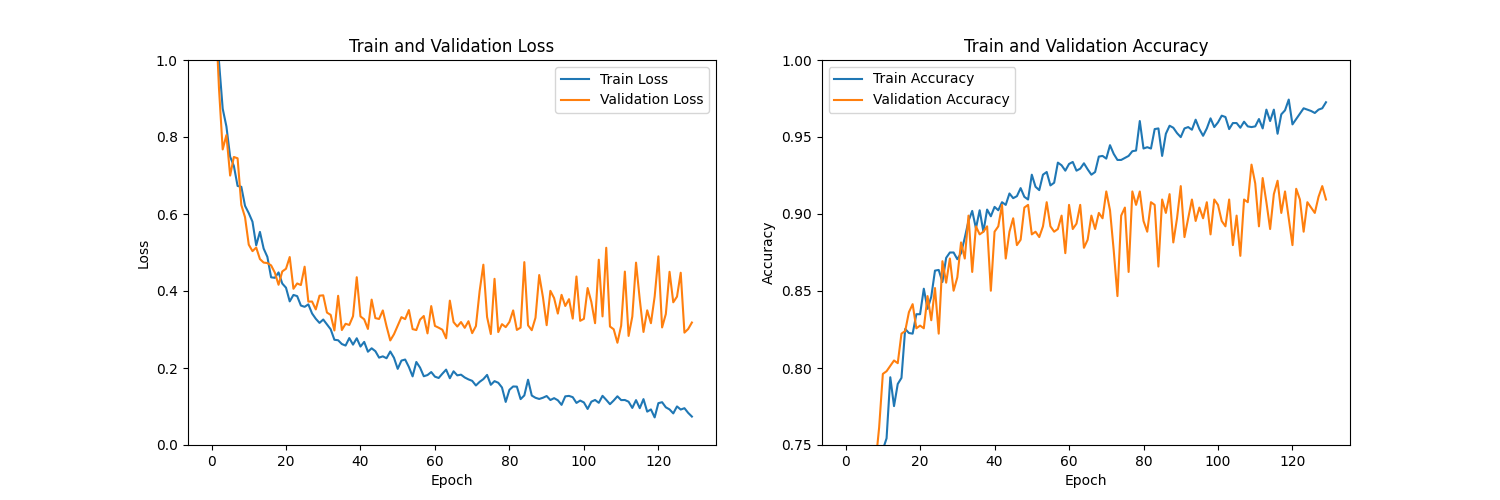 Train and Validation Loss
Train Loss
Validation Loss
1.0
0.8
0.6
0.4
0.2
0.0
Loss
0 20 40 60 80 100 120
Epoch
Train and Validation Accuracy
Train Accuracy
Validation Accuracy
1.00
0.95
0.90
0.85
0.80
0.75
Accuracy
0 20 40 60 80 100 120
Epoch